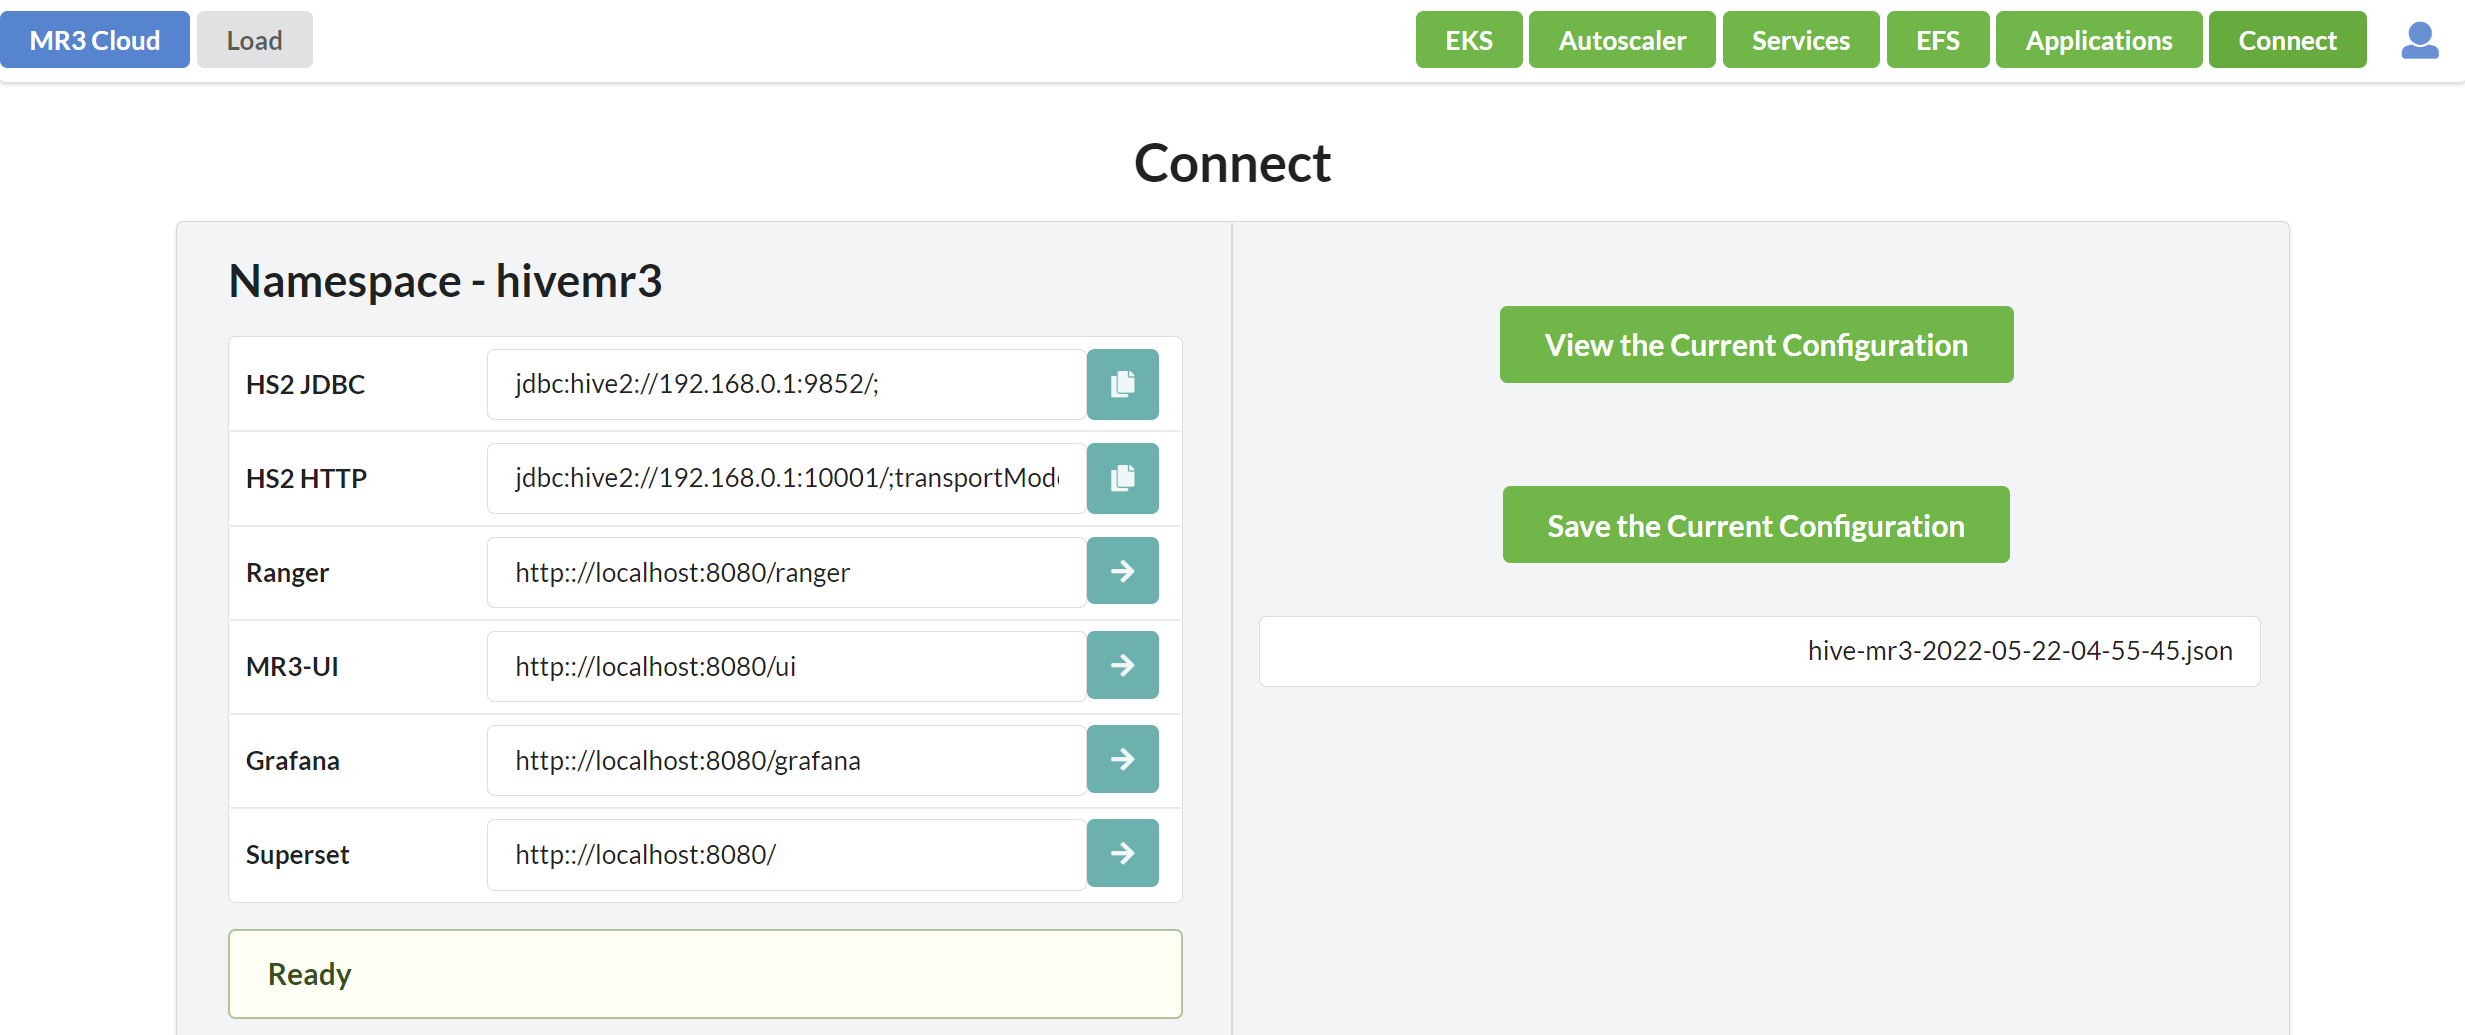 MR3 Cloud Load EKS Autoscaler Services EFS Applications Connect
Connect
Namespace - hivemr3
HS2 JDBC jdbc:hive2://192.168.0.1:9852/;
HS2 HTTP jdbc:hive2://192.168.0.1:10001/;transportMod
Ranger http:://localhost:8080/ranger
MR3-UI http:://localhost:8080/ui
Grafana http:://localhost:8080/grafana
Superset http:://localhost:8080/
Ready
View the Current Configuration
Save the Current Configuration
hive-mr3-2022-05-22-04-55-45.json